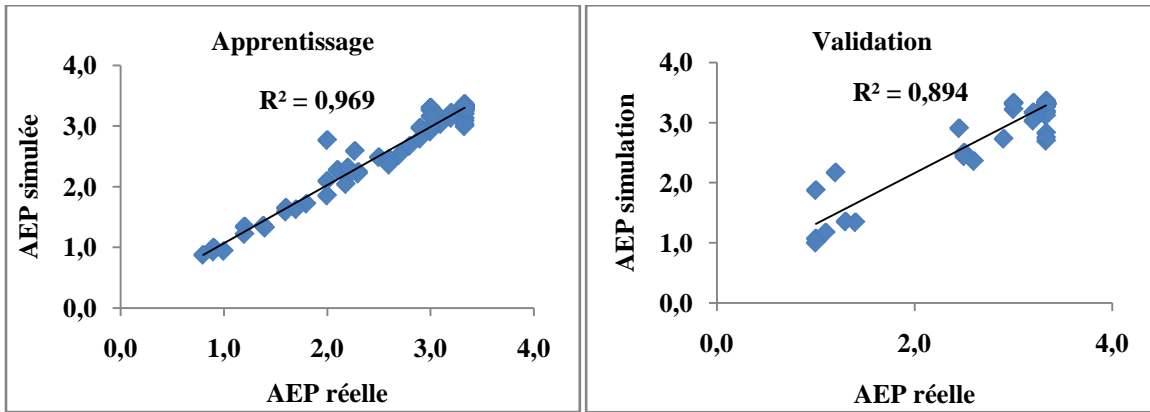 Apprentissage
R² = 0,969
4,0
3,0
2,0
1,0
0,0
0,0 1,0 2,0 3,0 4,0
AEP simulée
AEP réelle
Validation
R² = 0,894
4,0
3,0
2,0
1,0
0,0
0,0 2,0 4,0
AEP simulation
AEP réelle